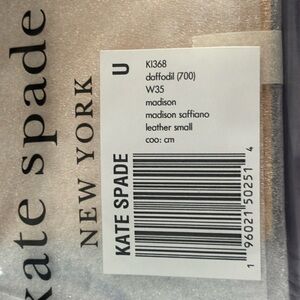 kate spade
NEW YORK
U
KI368
daffodil (700)
W35
madison
madison saffiano
leather small
coo: cm
KATE SPADE
1 96021 50251 4